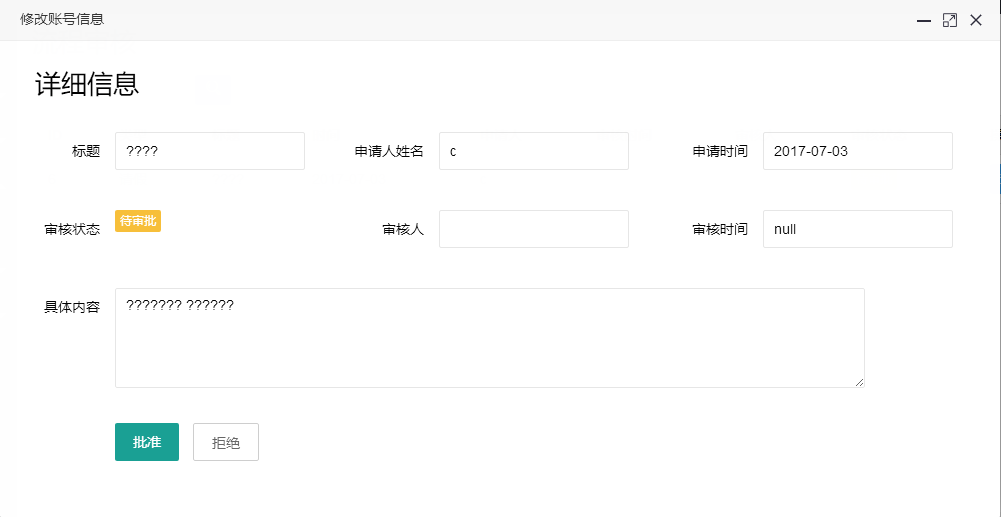 修改账号信息
详细信息
标题 ???? 申请人姓名 c 申请时间 2017-07-03
审核状态 待审批 审核人 审核时间 null
具体内容 ??????? ??????
批准 拒绝